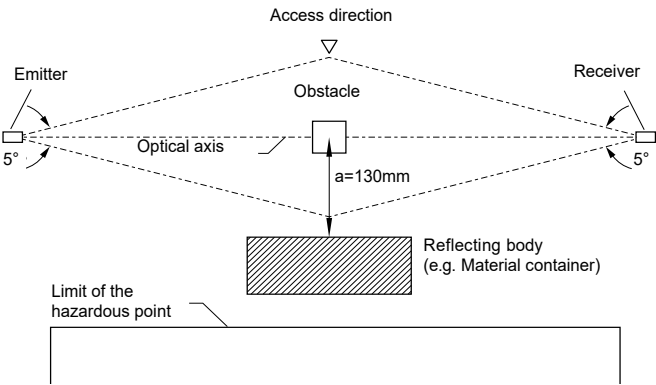 Access direction
Emitter
Receiver
Obstacle
Optical axis
5°
5°
a=130mm
Reflecting body
(e.g. Material container)
Limit of the
hazardous point